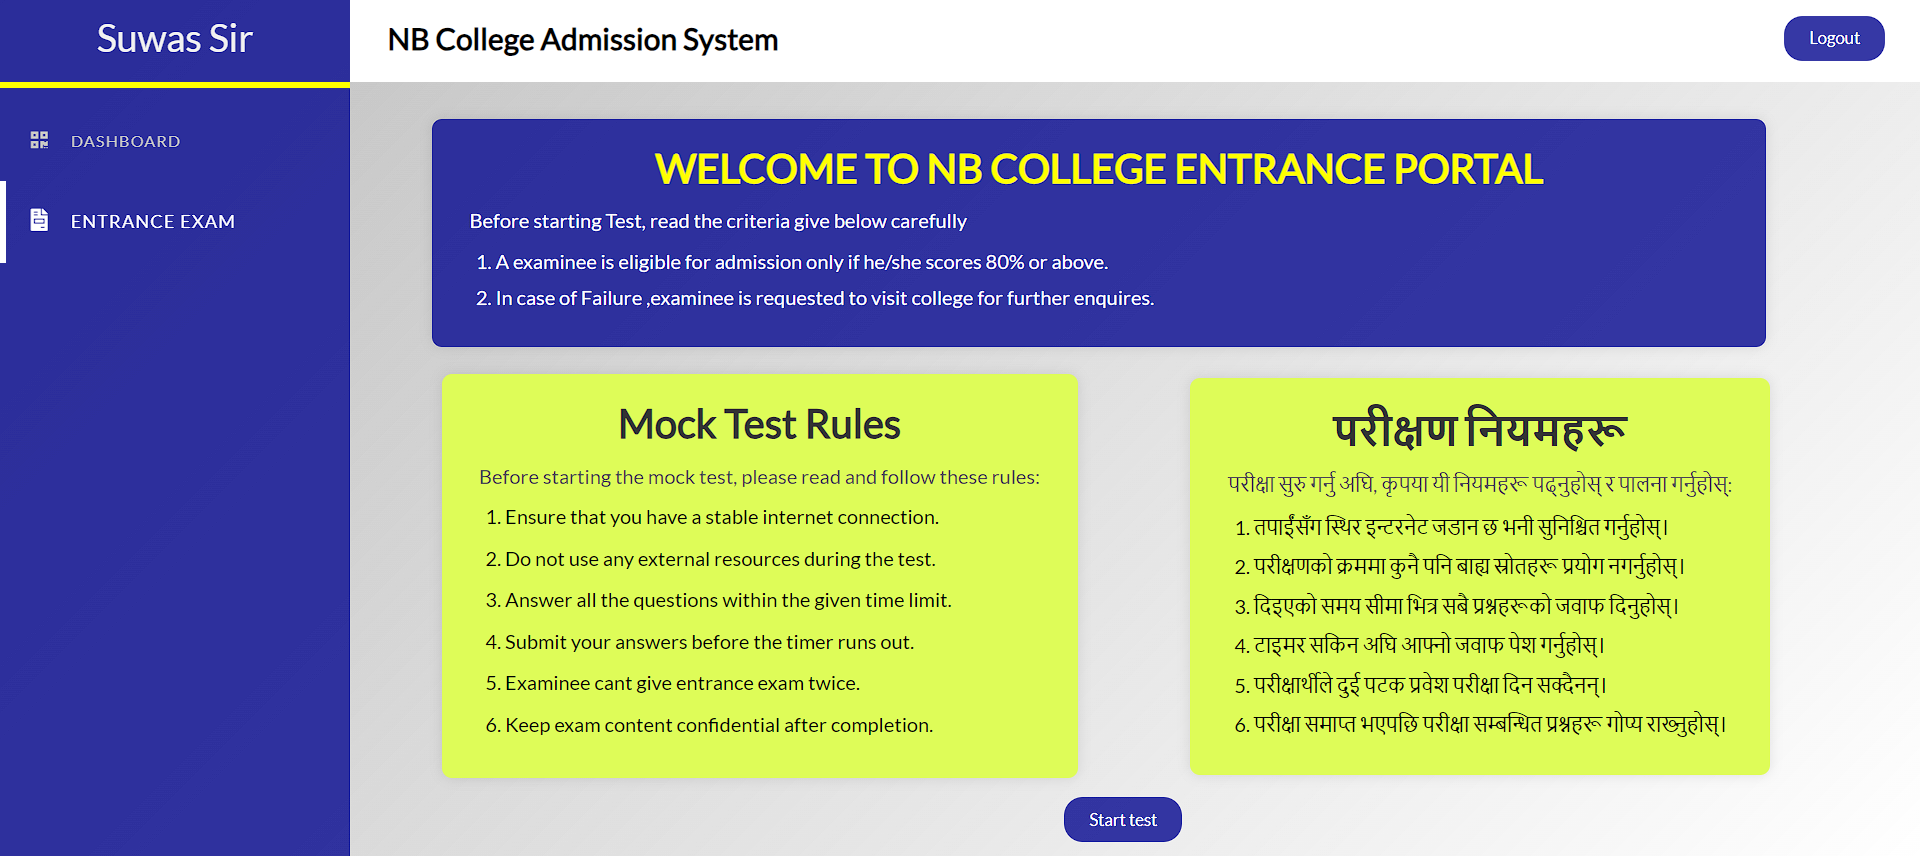 Suwas Sir
NB College Admission System
Logout
DASHBOARD
ENTRANCE EXAM
WELCOME TO NB COLLEGE ENTRANCE PORTAL
Before starting Test, read the criteria give below carefully
1. A examinee is eligible for admission only if he/she scores 80% or above.
2. In case of Failure ,examinee is requested to visit college for further enquires.
Mock Test Rules
Before starting the mock test, please read and follow these rules:
1. Ensure that you have a stable internet connection.
2. Do not use any external resources during the test.
3. Answer all the questions within the given time limit.
4. Submit your answers before the timer runs out.
5. Examinee cant give entrance exam twice.
6. Keep exam content confidential after completion.
परीक्षण नियमहरू
परीक्षा सुरु गर्नु अघि, कृपया यी नियमहरू पढ्नुहोस् र पालना गर्नुहोस्:
1. तपाईंसँग स्थिर इन्टरनेट जडान छ भनी सुनिश्चित गर्नुहोस्।
2. परीक्षणको क्रममा कुनै पनि बाह्य स्रोतहरू प्रयोग नगर्नुहोस्।
3. दिइएको समय सीमा भित्र सबै प्रश्नहरूको जवाफ दिनुहोस्।
4. टाइमर सकिन अघि आफ्नो जवाफ पेश गर्नुहोस्।
5. परीक्षार्थीले दुई पटक प्रवेश परीक्षा दिन सक्दैनन्।
6. परीक्षा समाप्त भएपछि परीक्षा सम्बन्धित प्रश्नहरू गोप्य राख्नुहोस्।
Start test